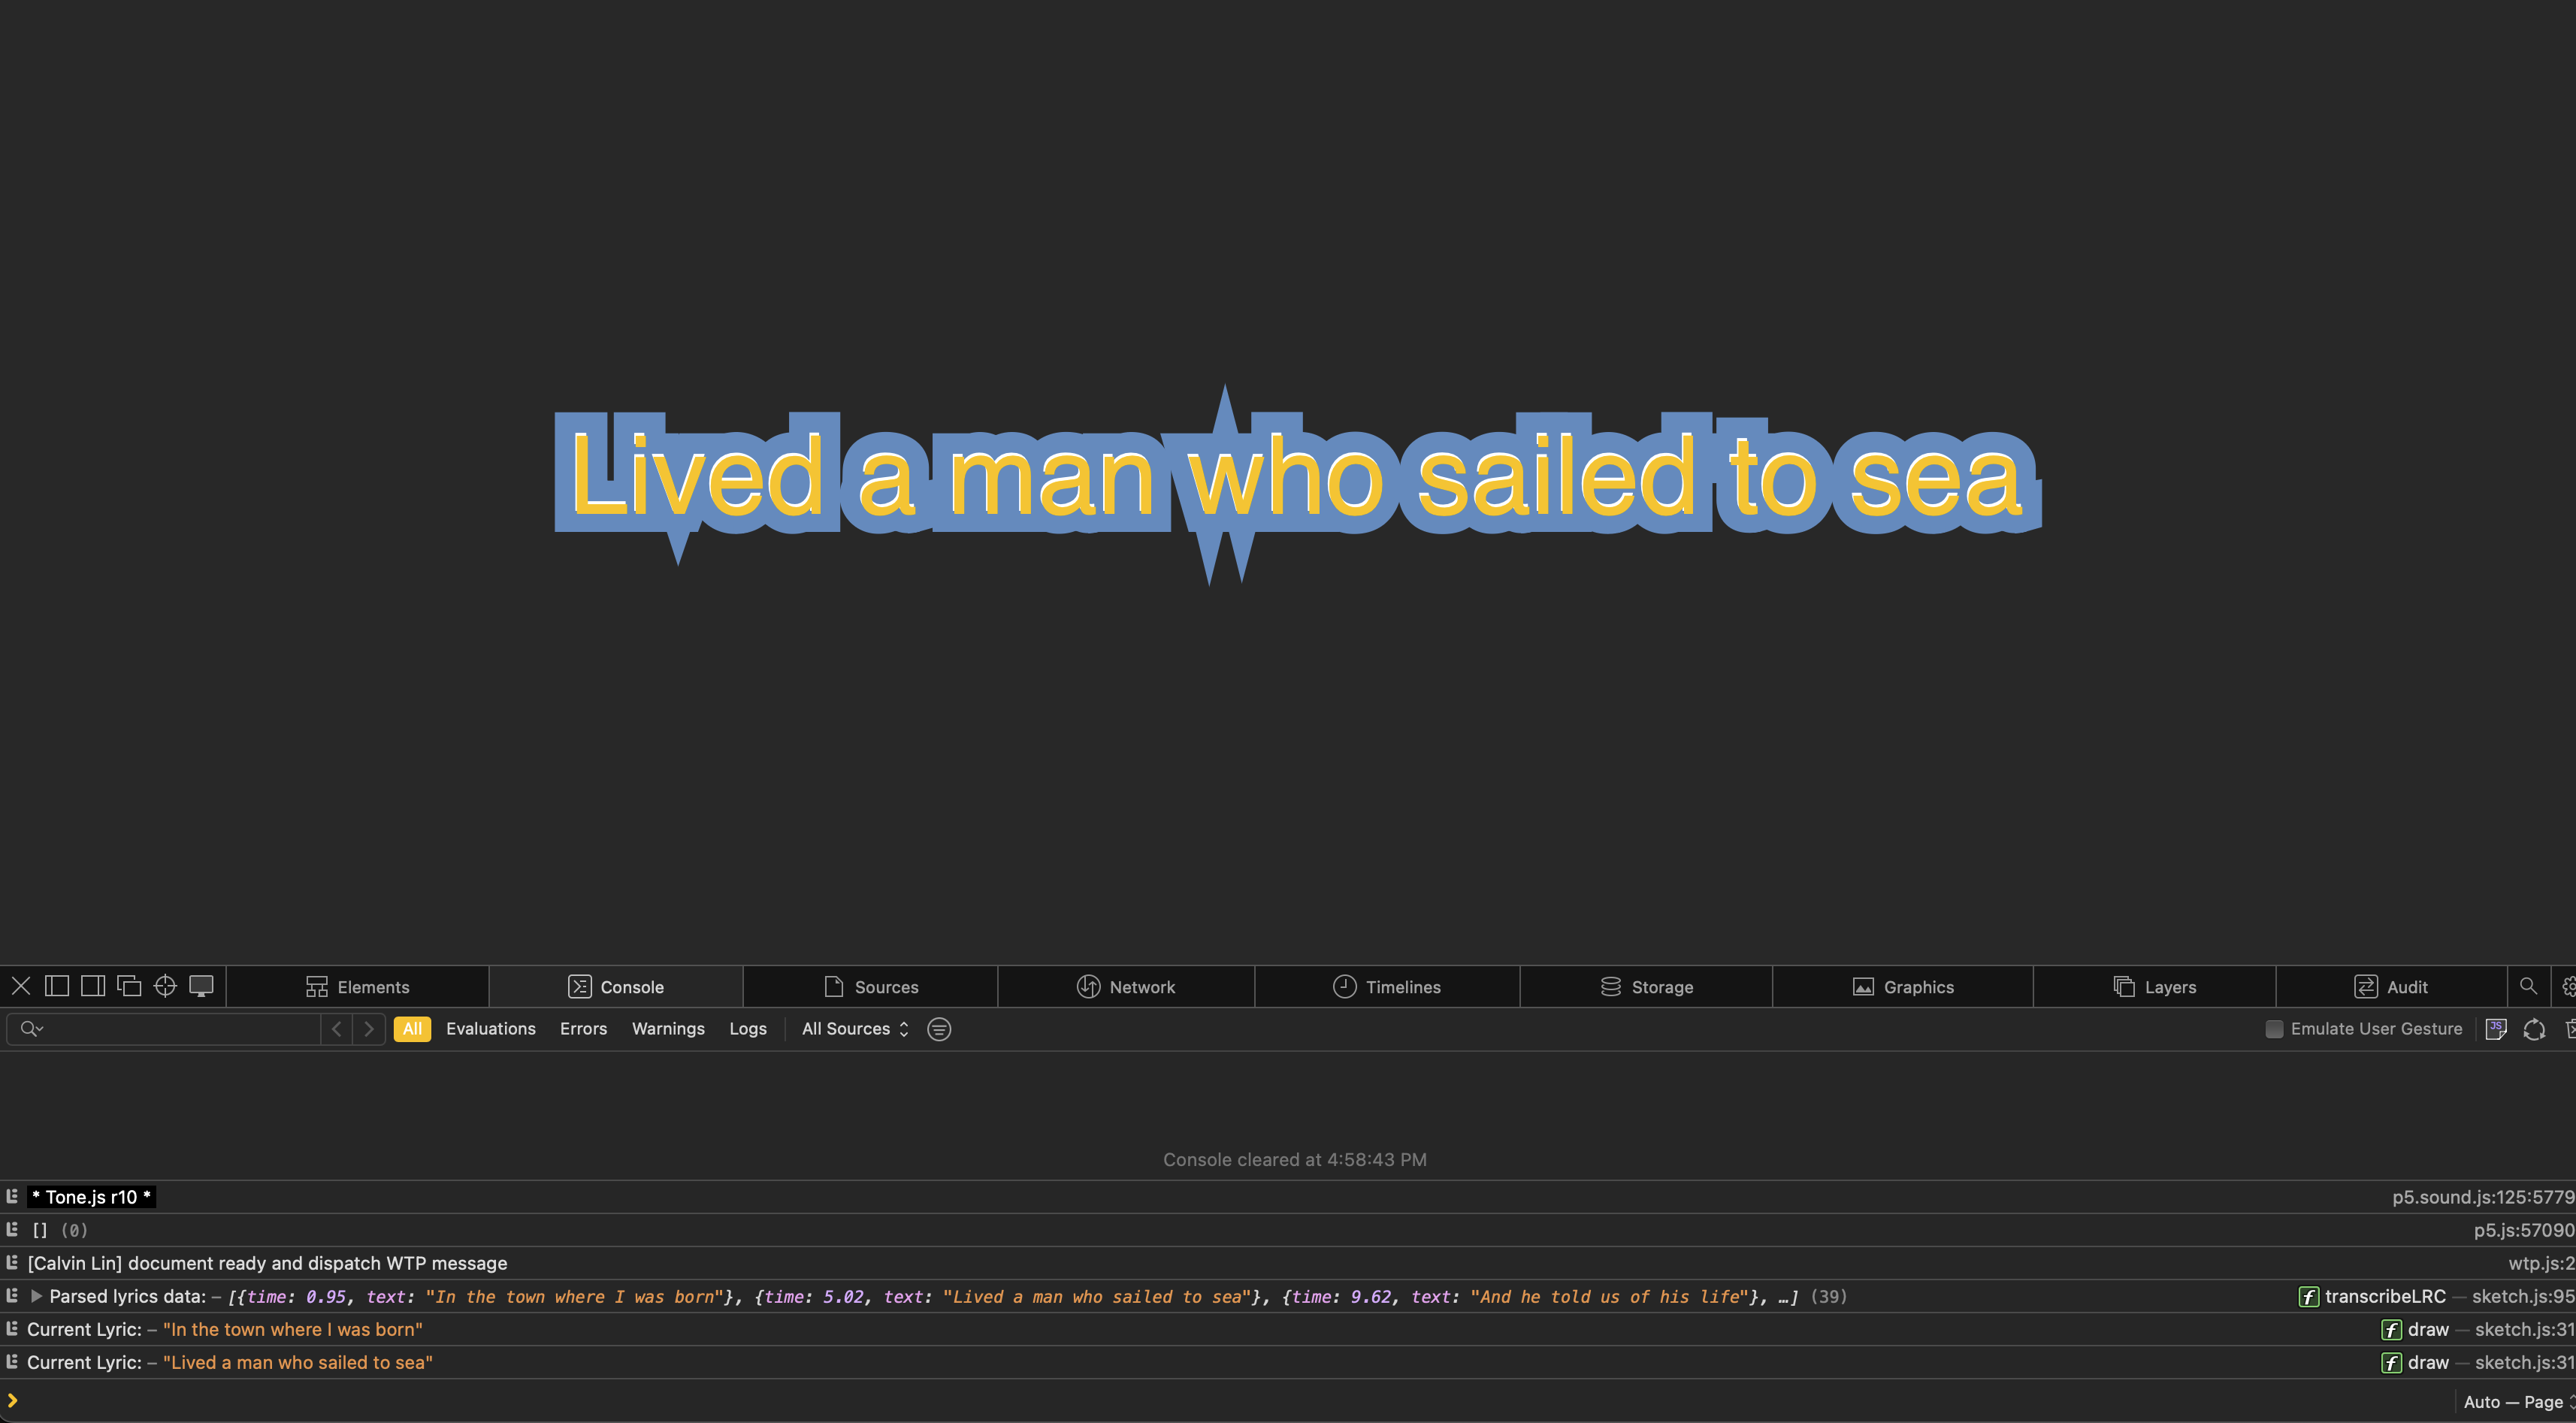 Lived a man who sailed to sea
Elements Console Sources Network Timelines Storage Graphics Layers Audit
All Evaluations Errors Warnings Logs All Sources Emulate User Gesture
Console cleared at 4:58:43 PM
* Tone.js r10 * p5.sound.js:125:5779
[] (0) p5.js:57090
[Calvin Lin] document ready and dispatch WTP message wtp.js:2
Parsed lyrics data: – [{time: 0.95, text: "In the town where I was born"}, {time: 5.02, text: "Lived a man who sailed to sea"}, {time: 9.62, text: "And he told us of his life"}, …] (39) f transcribeLRC — sketch.js:95
Current Lyric: – "In the town where I was born" f draw — sketch.js:31
Current Lyric: – "Lived a man who sailed to sea" f draw — sketch.js:31
Auto — Page